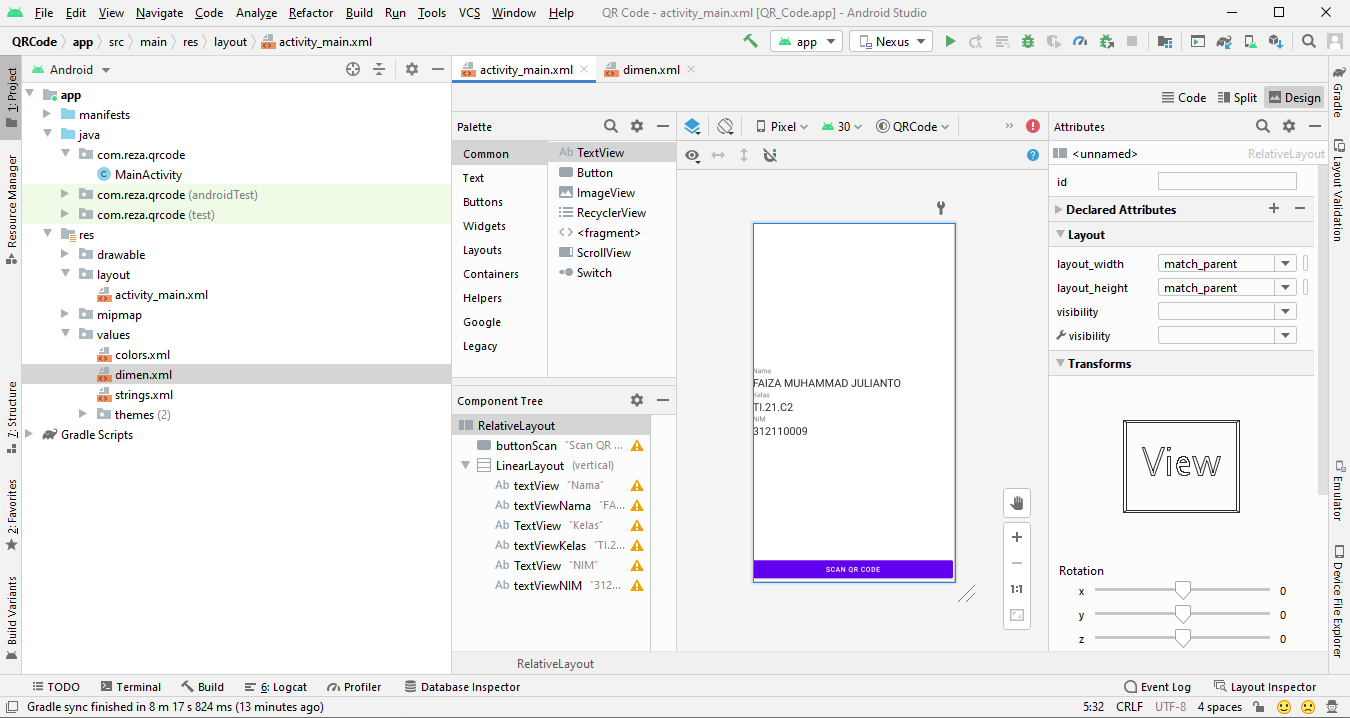 File Edit View Navigate Code Analyze Refactor Build Run Tools VCS Window Help QR Code - activity_main.xml [QR_Code.app] - Android Studio
QRCode app src main res layout activity_main.xml
app Nexus
1: Project
Resource Manager
7: Structure
2: Favorites
Build Variants
Android
app
manifests
java
com.reza.qrcode
MainActivity
com.reza.qrcode (androidTest)
com.reza.qrcode (test)
res
drawable
layout
activity_main.xml
mipmap
values
colors.xml
dimen.xml
strings.xml
themes (2)
Gradle Scripts
activity_main.xml dimen.xml
Code Split Design
Palette
Common
Text
Buttons
Widgets
Layouts
Containers
Helpers
Google
Legacy
Ab TextView
Button
ImageView
RecyclerView
<fragment>
ScrollView
Switch
Component Tree
RelativeLayout
buttonScan "Scan QR ...
LinearLayout (vertical)
Ab textView "Nama"
Ab textViewNama "FA...
Ab TextView "Kelas"
Ab textViewKelas "TI.2...
Ab TextView "NIM"
Ab textViewNIM "312...
Pixel 30 QRCode
Nama
FAIZA MUHAMMAD JULIANTO
Kelas
TI.21.C2
NIM
312110009
SCAN QR CODE
1:1
RelativeLayout
Attributes
<unnamed> RelativeLayout
id
Declared Attributes
Layout
layout_width match_parent
layout_height match_parent
visibility
visibility
Transforms
View
Rotation
x 0
y 0
z 0
Gradle
Layout Validation
Emulator
Device File Explorer
TODO Terminal Build 6: Logcat Profiler Database Inspector Event Log Layout Inspector
Gradle sync finished in 8 m 17 s 824 ms (13 minutes ago) 5:32 CRLF UTF-8 4 spaces